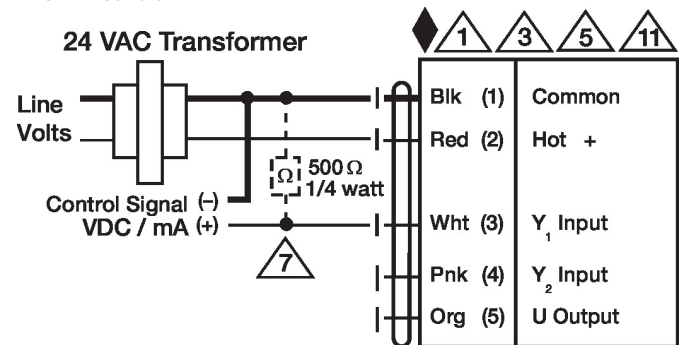 1 3 5 11
24 VAC Transformer
Line
Volts
Blk (1) Common
Red (2) Hot +
Ω 500 Ω
1/4 watt
Control Signal (–)
VDC / mA (+)
Wht (3) Y1 Input
7
Pnk (4) Y2 Input
Org (5) U Output